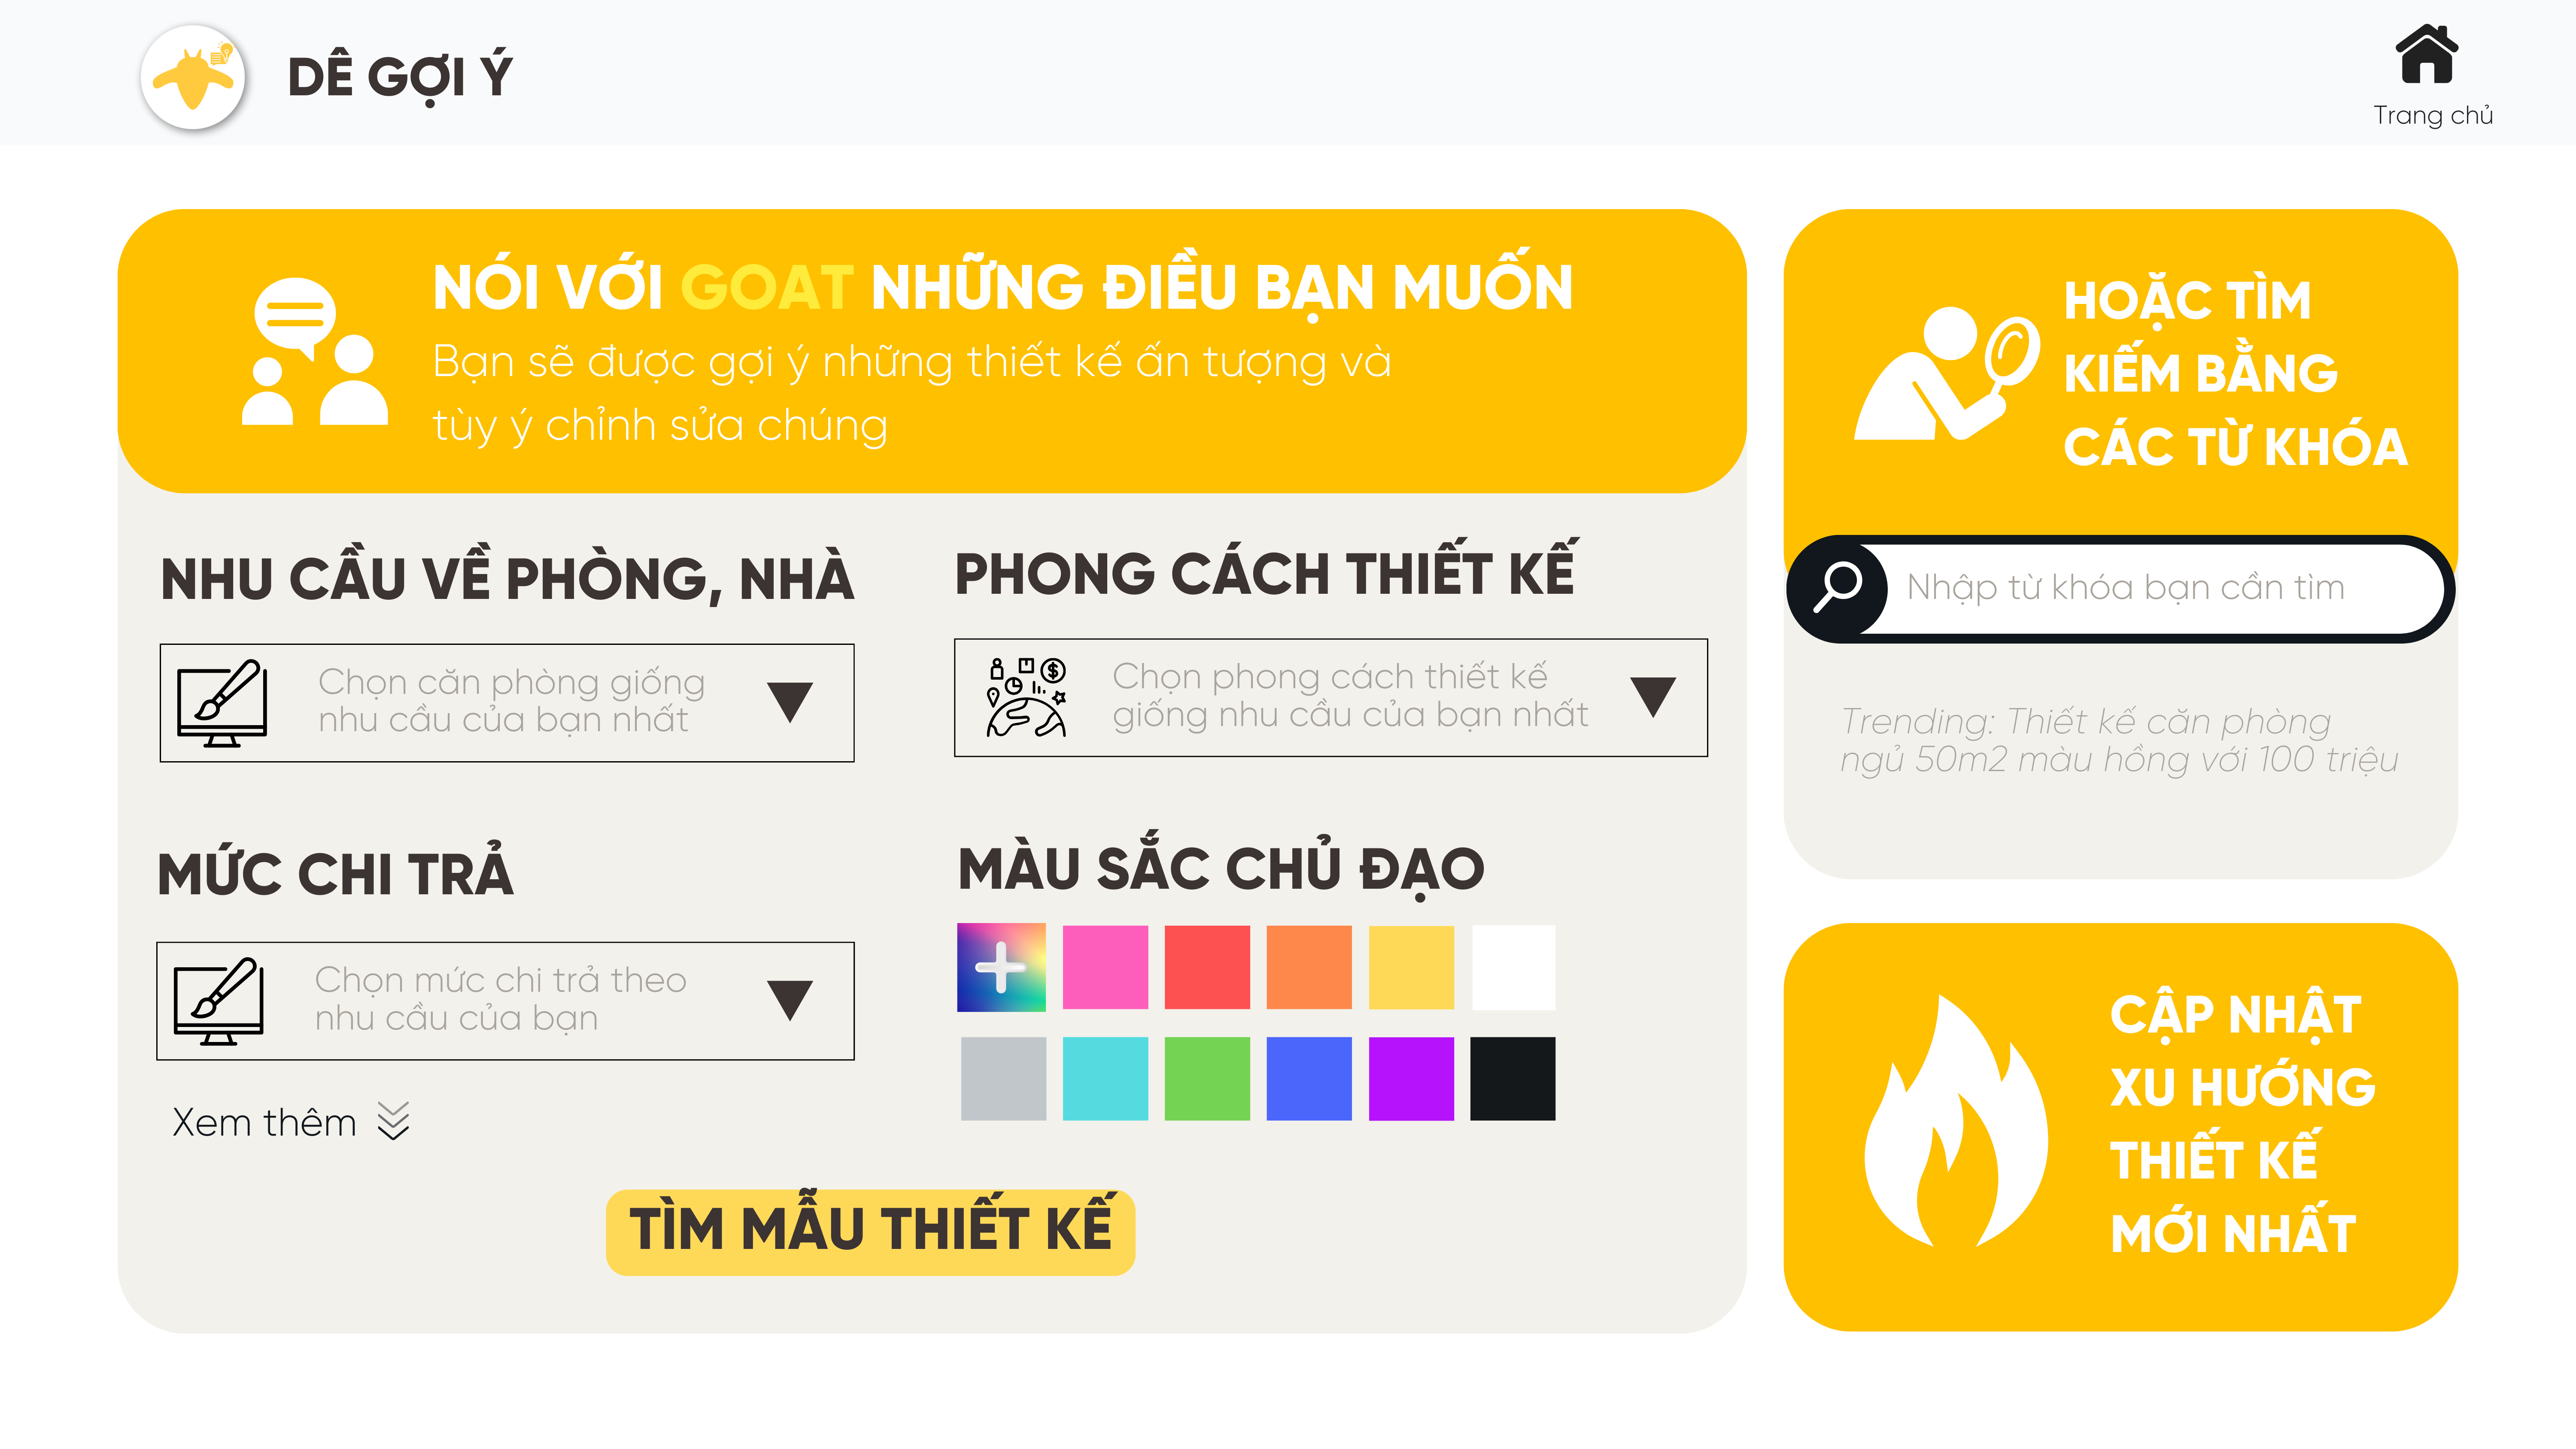 DÊ GỢI Ý
Trang chủ
NÓI VỚI GOAT NHỮNG ĐIỀU BẠN MUỐN
Bạn sẽ được gợi ý những thiết kế ấn tượng và
tùy ý chỉnh sửa chúng
NHU CẦU VỀ PHÒNG, NHÀ
Chọn căn phòng giống
nhu cầu của bạn nhất
PHONG CÁCH THIẾT KẾ
Chọn phong cách thiết kế
giống nhu cầu của bạn nhất
MỨC CHI TRẢ
Chọn mức chi trả theo
nhu cầu của bạn
Xem thêm
MÀU SẮC CHỦ ĐẠO
TÌM MẪU THIẾT KẾ
HOẶC TÌM
KIẾM BẰNG
CÁC TỪ KHÓA
Nhập từ khóa bạn cần tìm
Trending: Thiết kế căn phòng
ngủ 50m2 màu hồng với 100 triệu
CẬP NHẬT
XU HƯỚNG
THIẾT KẾ
MỚI NHẤT